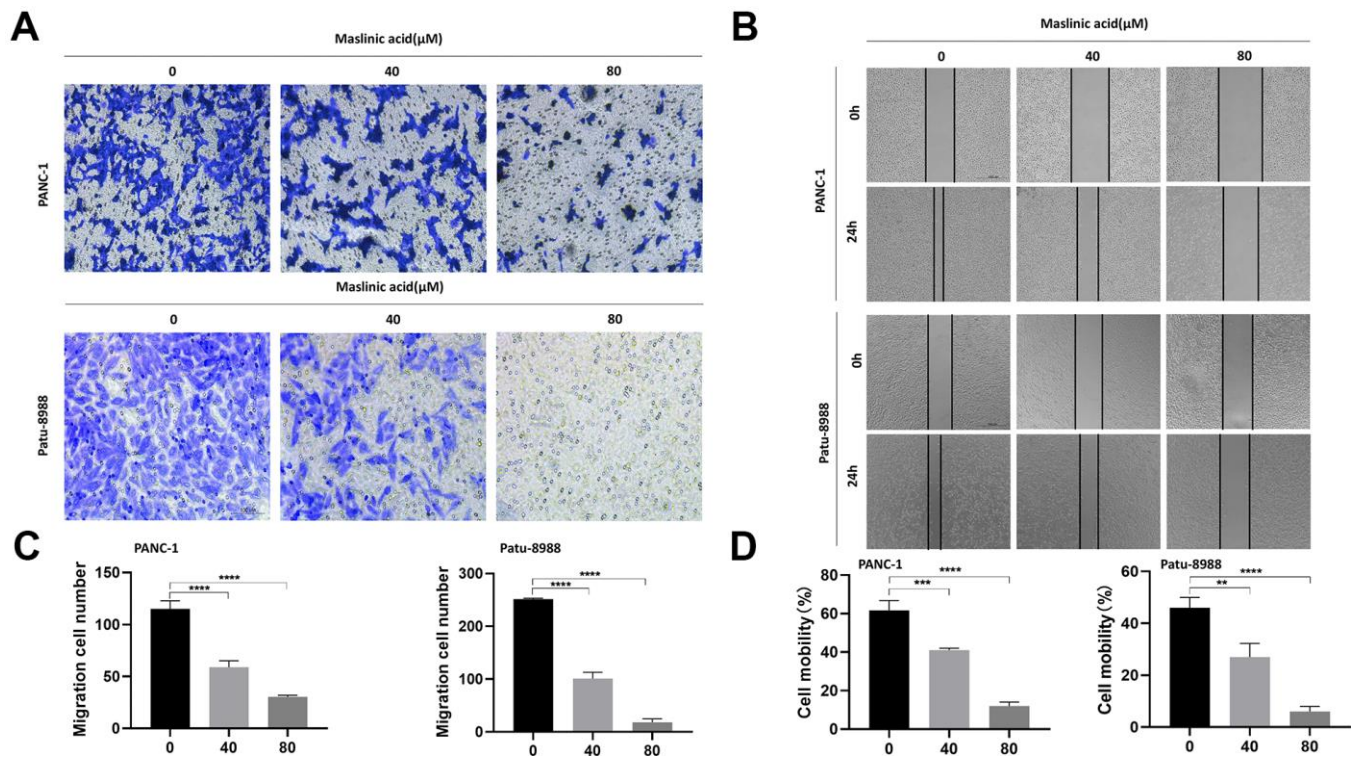 A
Maslinic acid(μM)
0 40 80
PANC-1
Maslinic acid(μM)
0 40 80
Patu-8988
B
Maslinic acid(μM)
0 40 80
PANC-1
0h
24h
Patu-8988
0h
24h
C
PANC-1
Migration cell number
150
100
50
0
****
****
0 40 80
Patu-8988
Migration cell number
300
200
100
0
****
****
0 40 80
D
PANC-1
Cell mobility(%)
80
60
40
20
0
****
***
0 40 80
Patu-8988
Cell mobility(%)
60
40
20
0
****
**
0 40 80